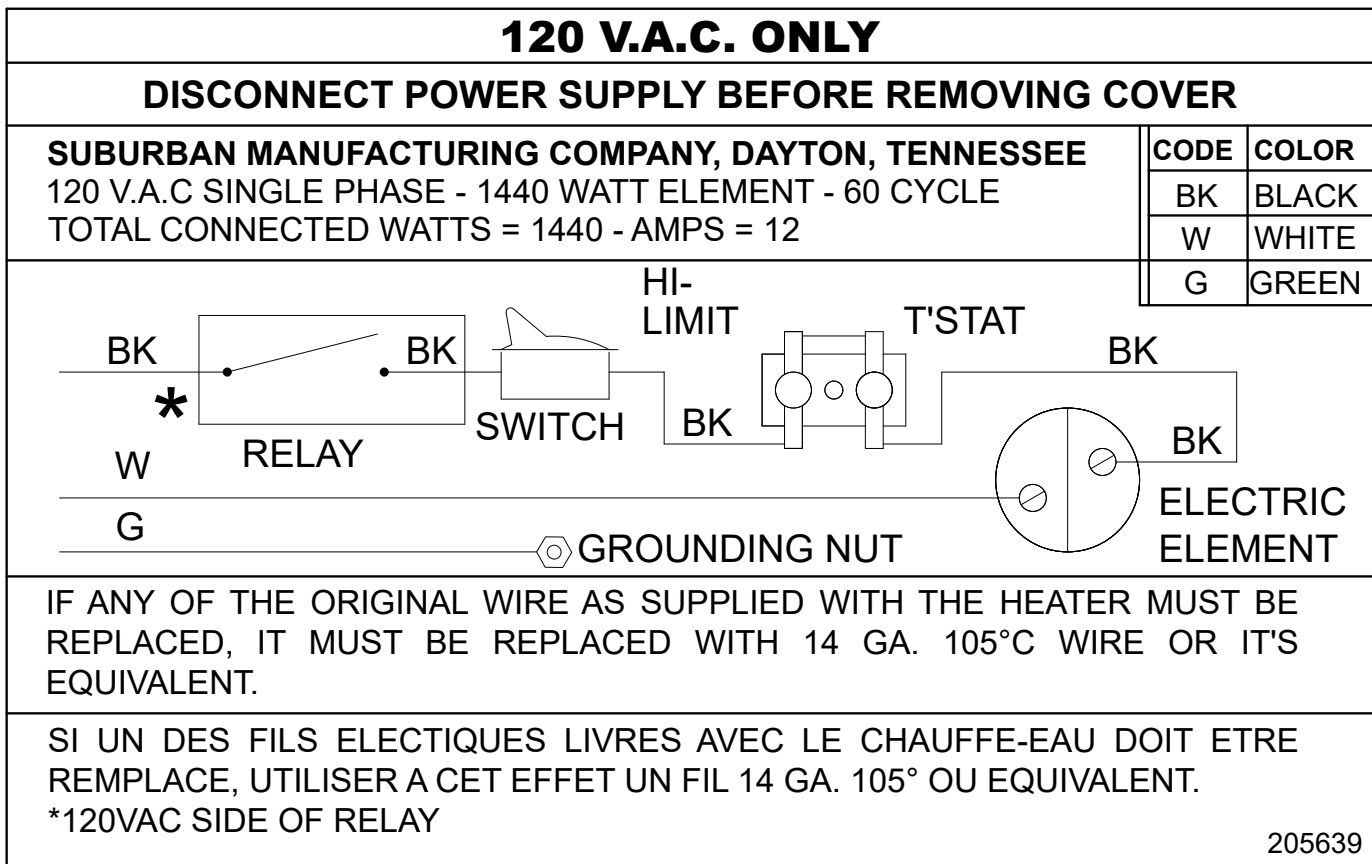 120 V.A.C. ONLY
DISCONNECT POWER SUPPLY BEFORE REMOVING COVER
SUBURBAN MANUFACTURING COMPANY, DAYTON, TENNESSEE
120 V.A.C SINGLE PHASE - 1440 WATT ELEMENT - 60 CYCLE
TOTAL CONNECTED WATTS = 1440 - AMPS = 12
CODE COLOR
BK BLACK
W WHITE
G GREEN
HI-
LIMIT
T'STAT
BK
BK
BK
*
RELAY
SWITCH
BK
BK
W
ELECTRIC
ELEMENT
G
GROUNDING NUT
IF ANY OF THE ORIGINAL WIRE AS SUPPLIED WITH THE HEATER MUST BE
REPLACED, IT MUST BE REPLACED WITH 14 GA. 105°C WIRE OR IT'S
EQUIVALENT.
SI UN DES FILS ELECTIQUES LIVRES AVEC LE CHAUFFE-EAU DOIT ETRE
REMPLACE, UTILISER A CET EFFET UN FIL 14 GA. 105° OU EQUIVALENT.
*120VAC SIDE OF RELAY
205639